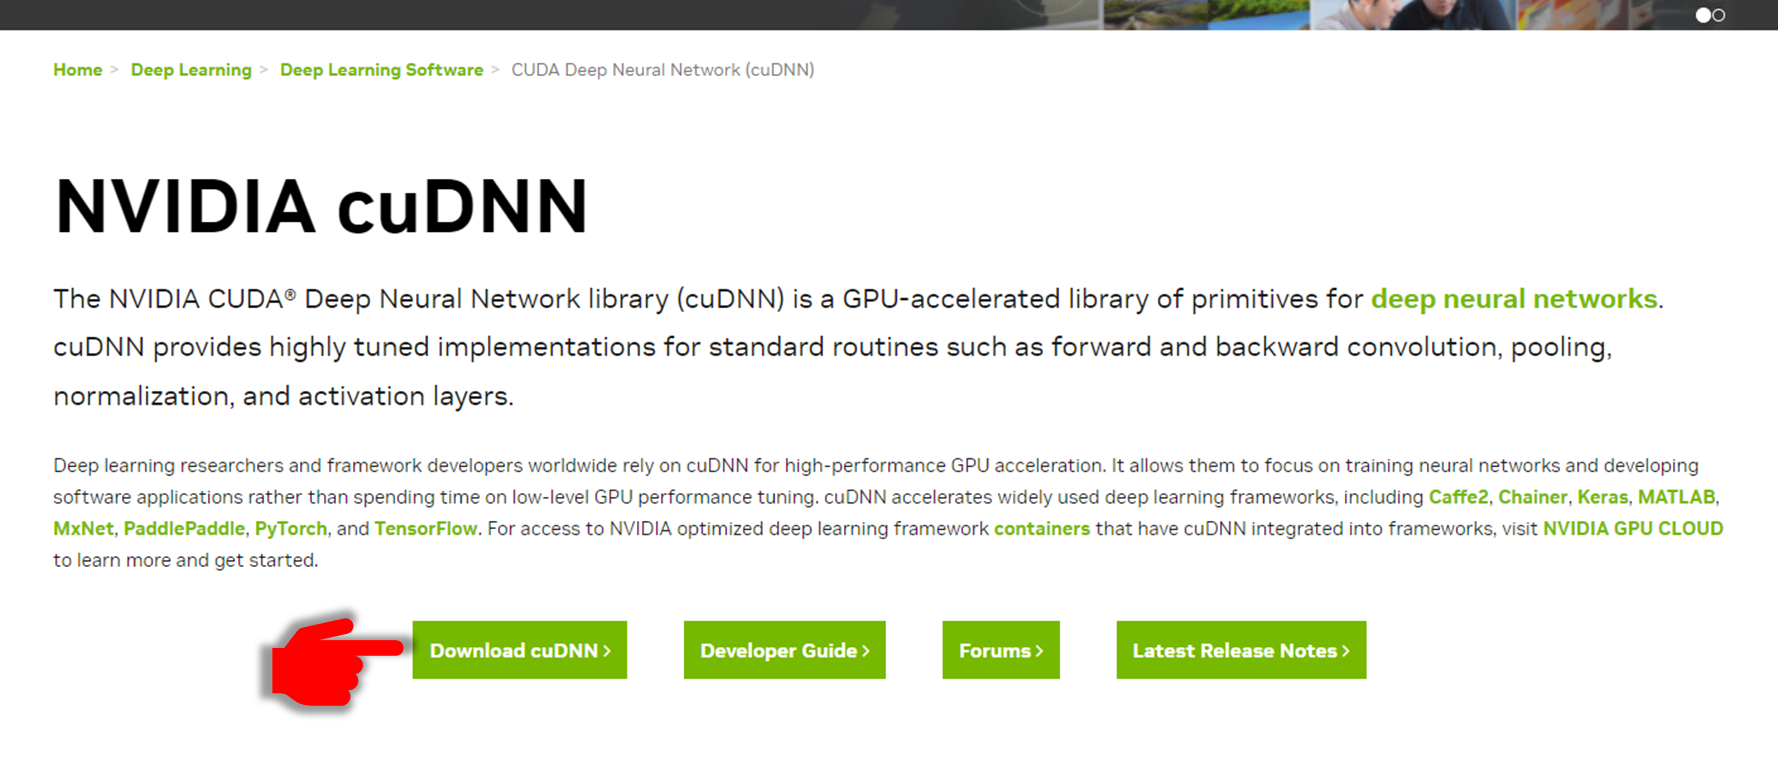 Home > Deep Learning > Deep Learning Software > CUDA Deep Neural Network (cuDNN)
NVIDIA cuDNN
The NVIDIA CUDA® Deep Neural Network library (cuDNN) is a GPU-accelerated library of primitives for deep neural networks.
cuDNN provides highly tuned implementations for standard routines such as forward and backward convolution, pooling,
normalization, and activation layers.
Deep learning researchers and framework developers worldwide rely on cuDNN for high-performance GPU acceleration. It allows them to focus on training neural networks and developing
software applications rather than spending time on low-level GPU performance tuning. cuDNN accelerates widely used deep learning frameworks, including Caffe2, Chainer, Keras, MATLAB,
MxNet, PaddlePaddle, PyTorch, and TensorFlow. For access to NVIDIA optimized deep learning framework containers that have cuDNN integrated into frameworks, visit NVIDIA GPU CLOUD
to learn more and get started.
Download cuDNN > Developer Guide > Forums > Latest Release Notes >